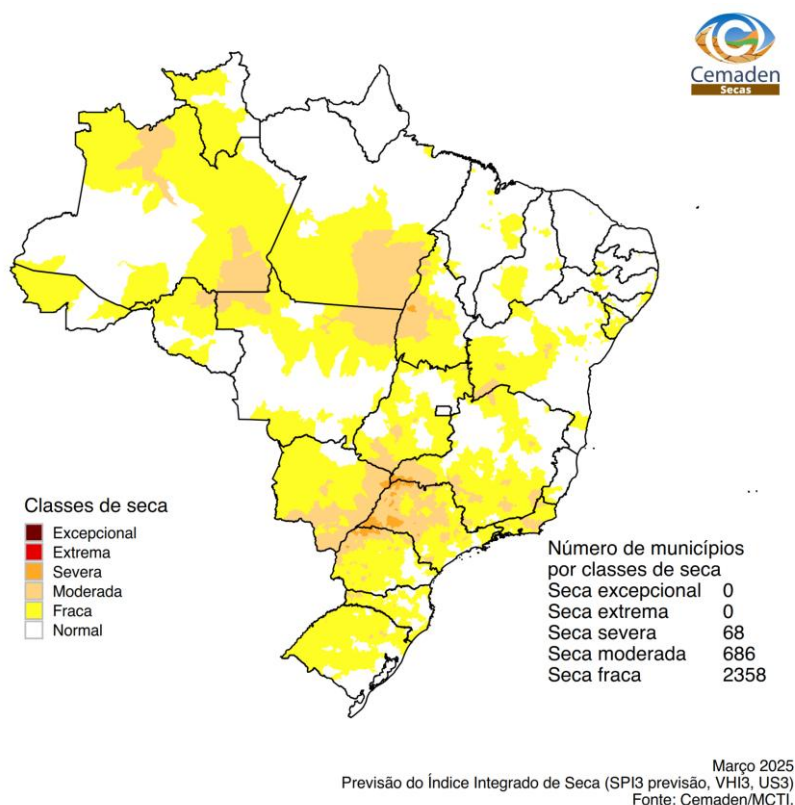 Cemaden
Secas
Classes de seca
Excepcional
Extrema
Severa
Moderada
Fraca
Normal
Número de municípios
por classes de seca
Seca excepcional 0
Seca extrema 0
Seca severa 68
Seca moderada 686
Seca fraca 2358
Março 2025
Previsão do Índice Integrado de Seca (SPI3 previsão, VHI3, US3)
Fonte: Cemaden/MCTI.